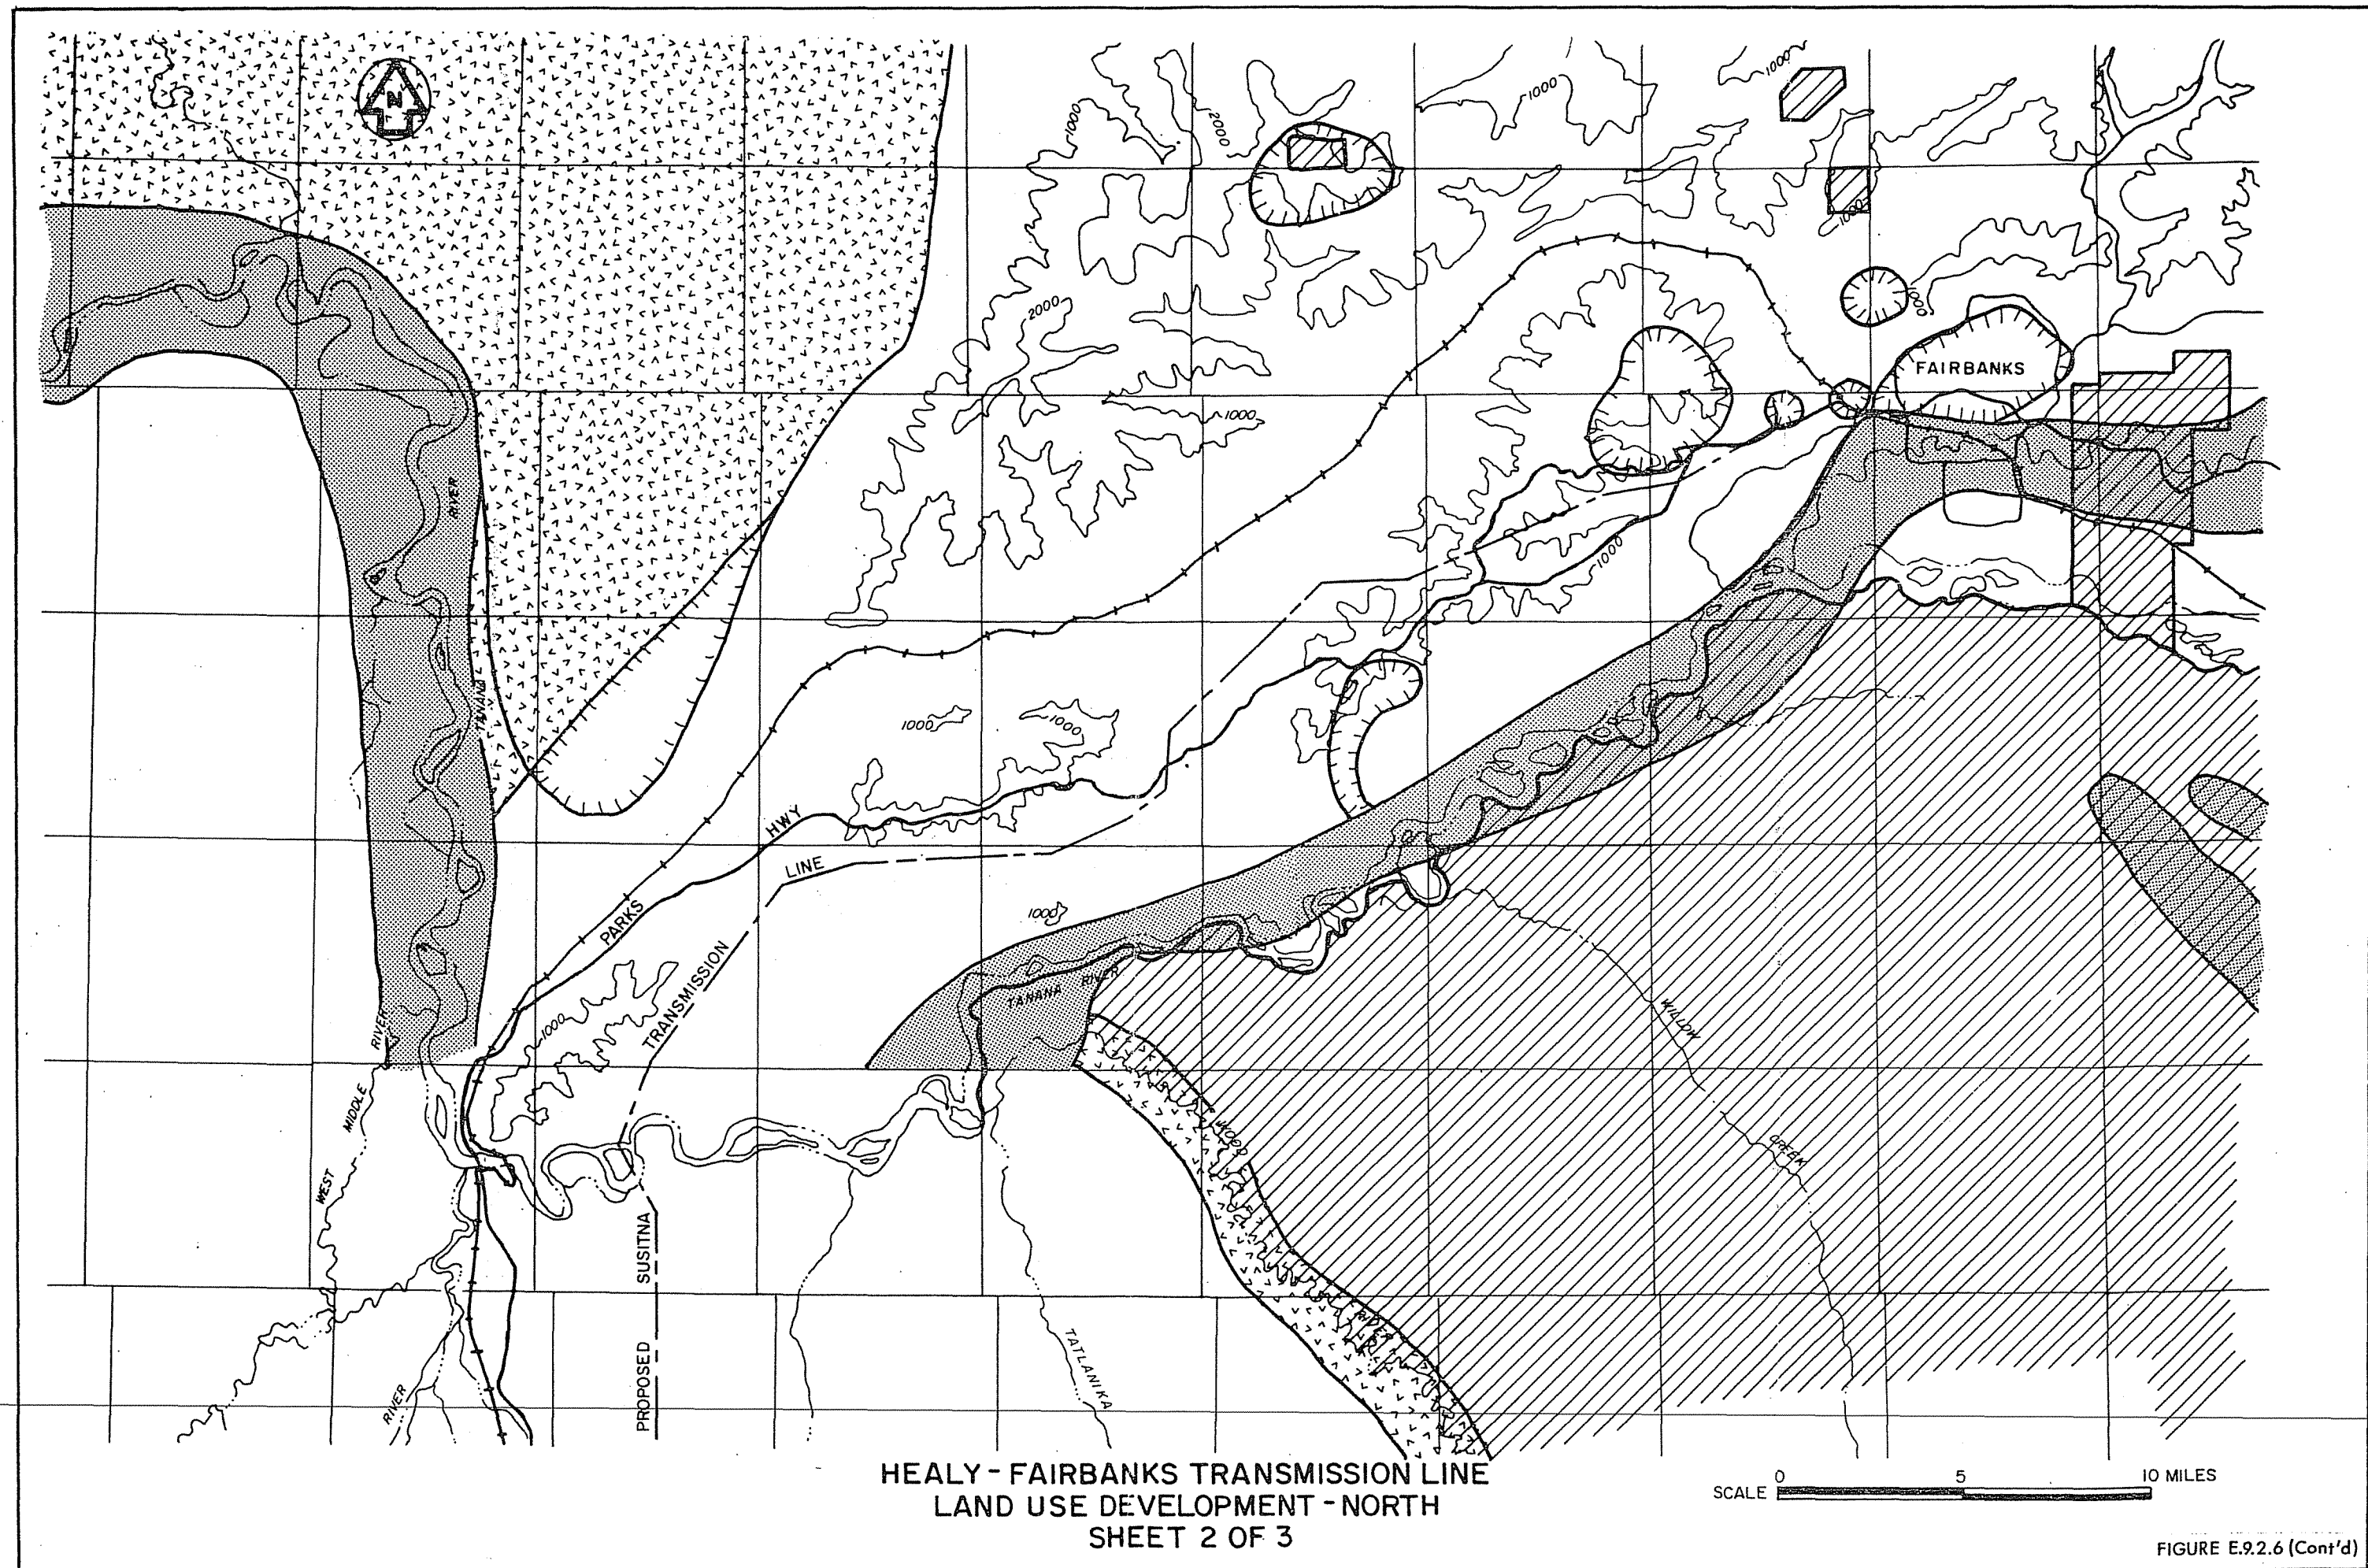 N
1000
1000
2000
1000
1000
2000
1000
FAIRBANKS
1000
RIVER
1000
TANANA
1000
1000
HWY
LINE
PARKS
1000
TRANSMISSION
TANANA RIVER
1000
WILLOW
RIVER
MIDDLE
WEST
WOOD
CREEK
SUSITNA
PROPOSED
RIVER
TATLANIKA
RIVER
HEALY - FAIRBANKS TRANSMISSION LINE
LAND USE DEVELOPMENT - NORTH
SHEET 2 OF 3
0 5 10 MILES
SCALE
FIGURE E.9.2.6 (Cont'd)